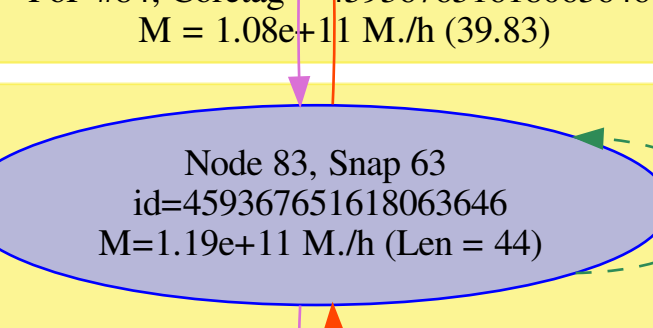 M = 1.08e+11 M./h (39.83)
Node 83, Snap 63
id=459367651618063646
M=1.19e+11 M./h (Len = 44)